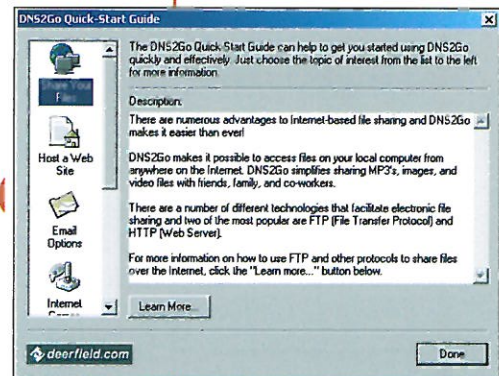 DNS2Go Quick-Start Guide
The DNS2Go Quick-Start Guide can help to get you started using DNS2Go
quickly and effectively. Just choose the topic of interest from the list to the left
for more information.
Share Your
Files
Host a Web
Site
Email
Options
Internet
Description:
There are numerous advantages to Internet-based file sharing and DNS2Go
makes it easier than ever!
DNS2Go makes it possible to access files on your local computer from
anywhere on the Internet. DNS2Go simplifies sharing MP3's, images, and
video files with friends, family, and co-workers.
There are a number of different technologies that facilitate electronic file
sharing and two of the most popular are FTP (File Transfer Protocol) and
HTTP (Web Server).
For more information on how to use FTP and other protocols to share files
over the Internet, click the "Learn more..." button below.
Learn More...
deerfield.com
Done